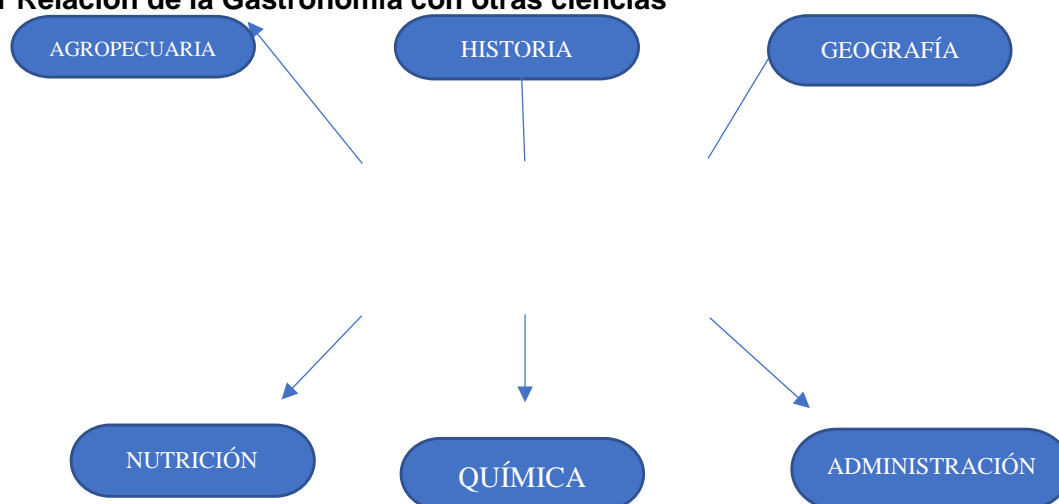 Relación de la Gastronomía con otras ciencias
AGROPECUARIA
HISTORIA
GEOGRAFÍA
NUTRICIÓN
QUÍMICA
ADMINISTRACIÓN